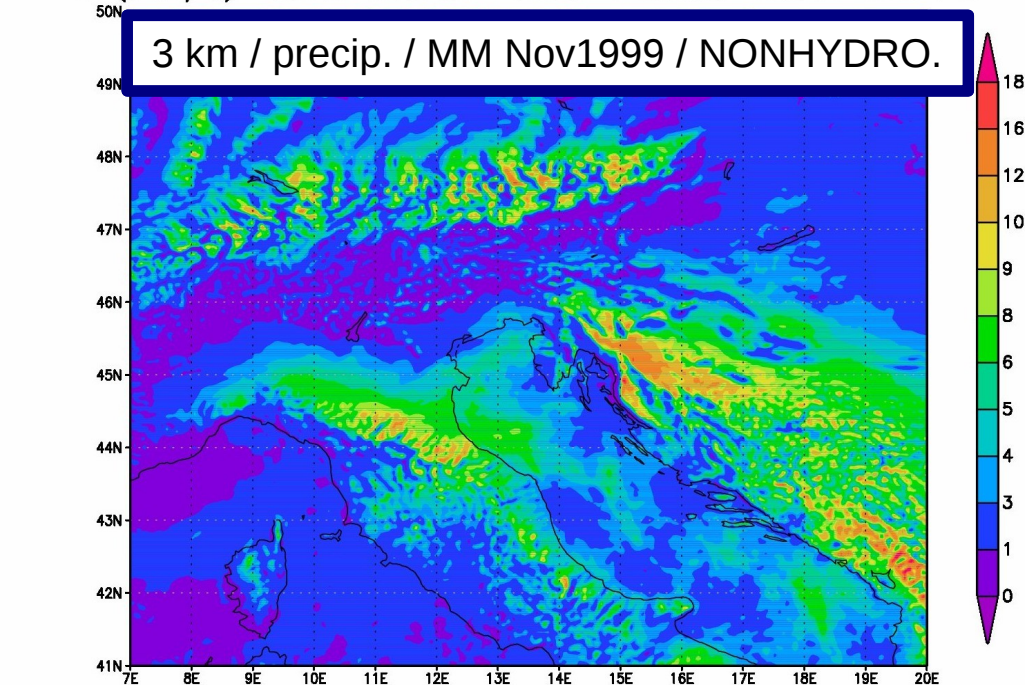 50N
3 km / precip. / MM Nov1999 / NONHYDRO.
49N
48N
47N
46N
45N
44N
43N
42N
41N
7E 8E 9E 10E 11E 12E 13E 14E 15E 16E 17E 18E 19E 20E
18
16
12
10
9
8
6
5
4
3
1
0